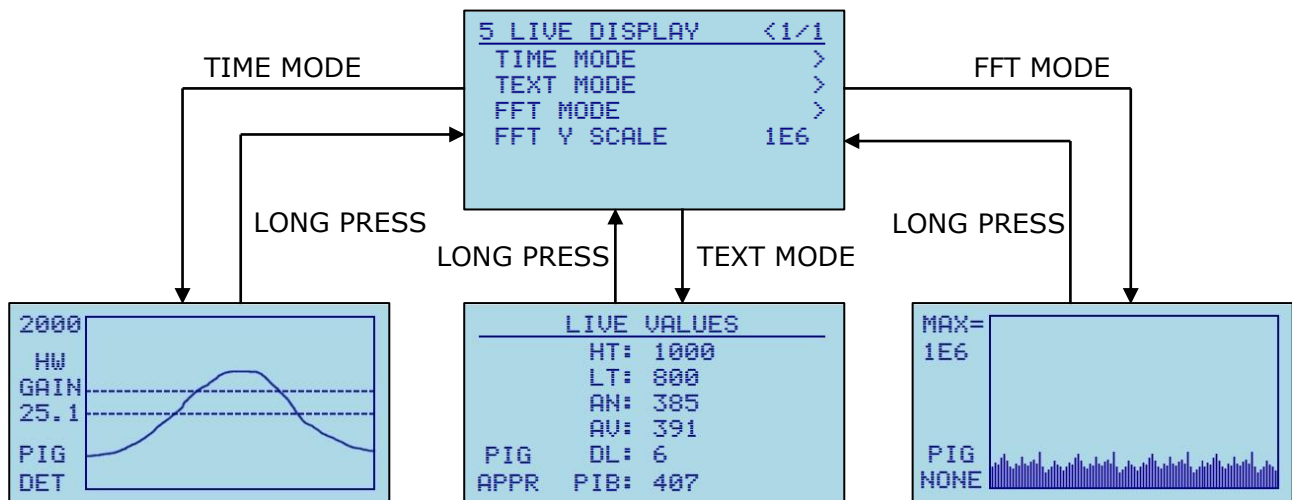 5 LIVE DISPLAY <1/1
TIME MODE >
TEXT MODE >
FFT MODE >
FFT Y SCALE 1E6
TIME MODE
FFT MODE
LONG PRESS
LONG PRESS
TEXT MODE
LONG PRESS
2000
HW
GAIN
25.1
PIG
DET
LIVE VALUES
HT: 1000
LT: 800
AN: 385
AV: 391
PIG DL: 6
APPR PIB: 407
MAX=
1E6
PIG
NONE